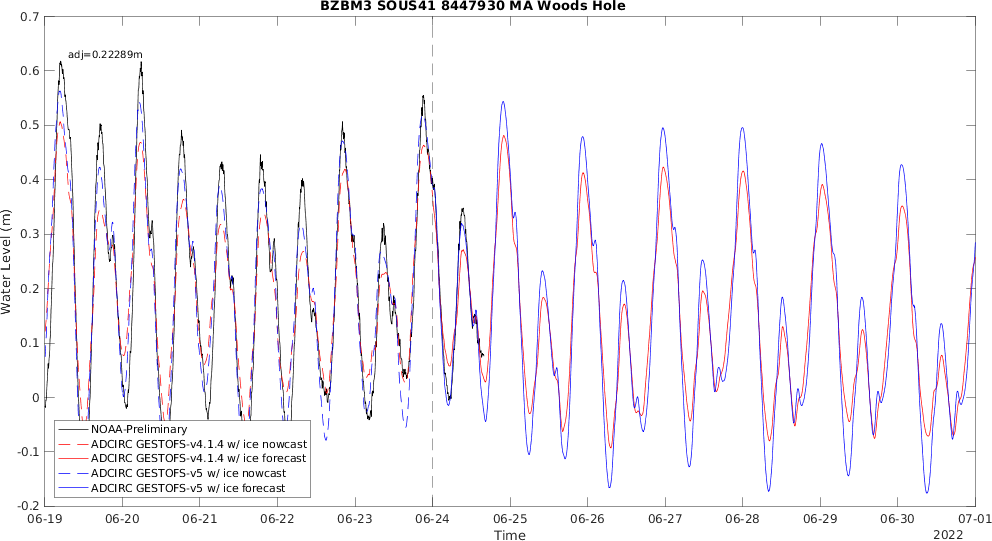 BZBM3 SOUS41 8447930 MA Woods Hole
0.7
0.6
0.5
0.4
0.3
0.2
0.1
0
-0.1
-0.2
Water Level (m)
adj=0.22289m
NOAA-Preliminary
ADCIRC GESTOFS-v4.1.4 w/ ice nowcast
ADCIRC GESTOFS-v4.1.4 w/ ice forecast
ADCIRC GESTOFS-v5 w/ ice nowcast
ADCIRC GESTOFS-v5 w/ ice forecast
06-19 06-20 06-21 06-22 06-23 06-24 06-25 06-26 06-27 06-28 06-29 06-30 07-01
Time
2022